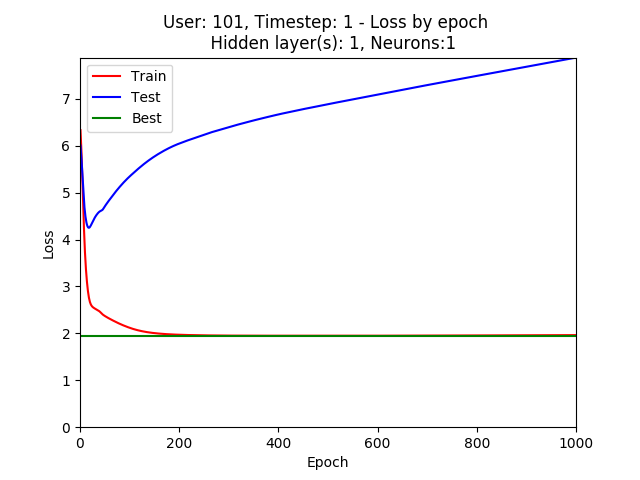 User: 101, Timestep: 1 - Loss by epoch
Hidden layer(s): 1, Neurons:1
Train
Test
Best
7
6
5
4
3
2
1
0
Loss
0 200 400 600 800 1000
Epoch